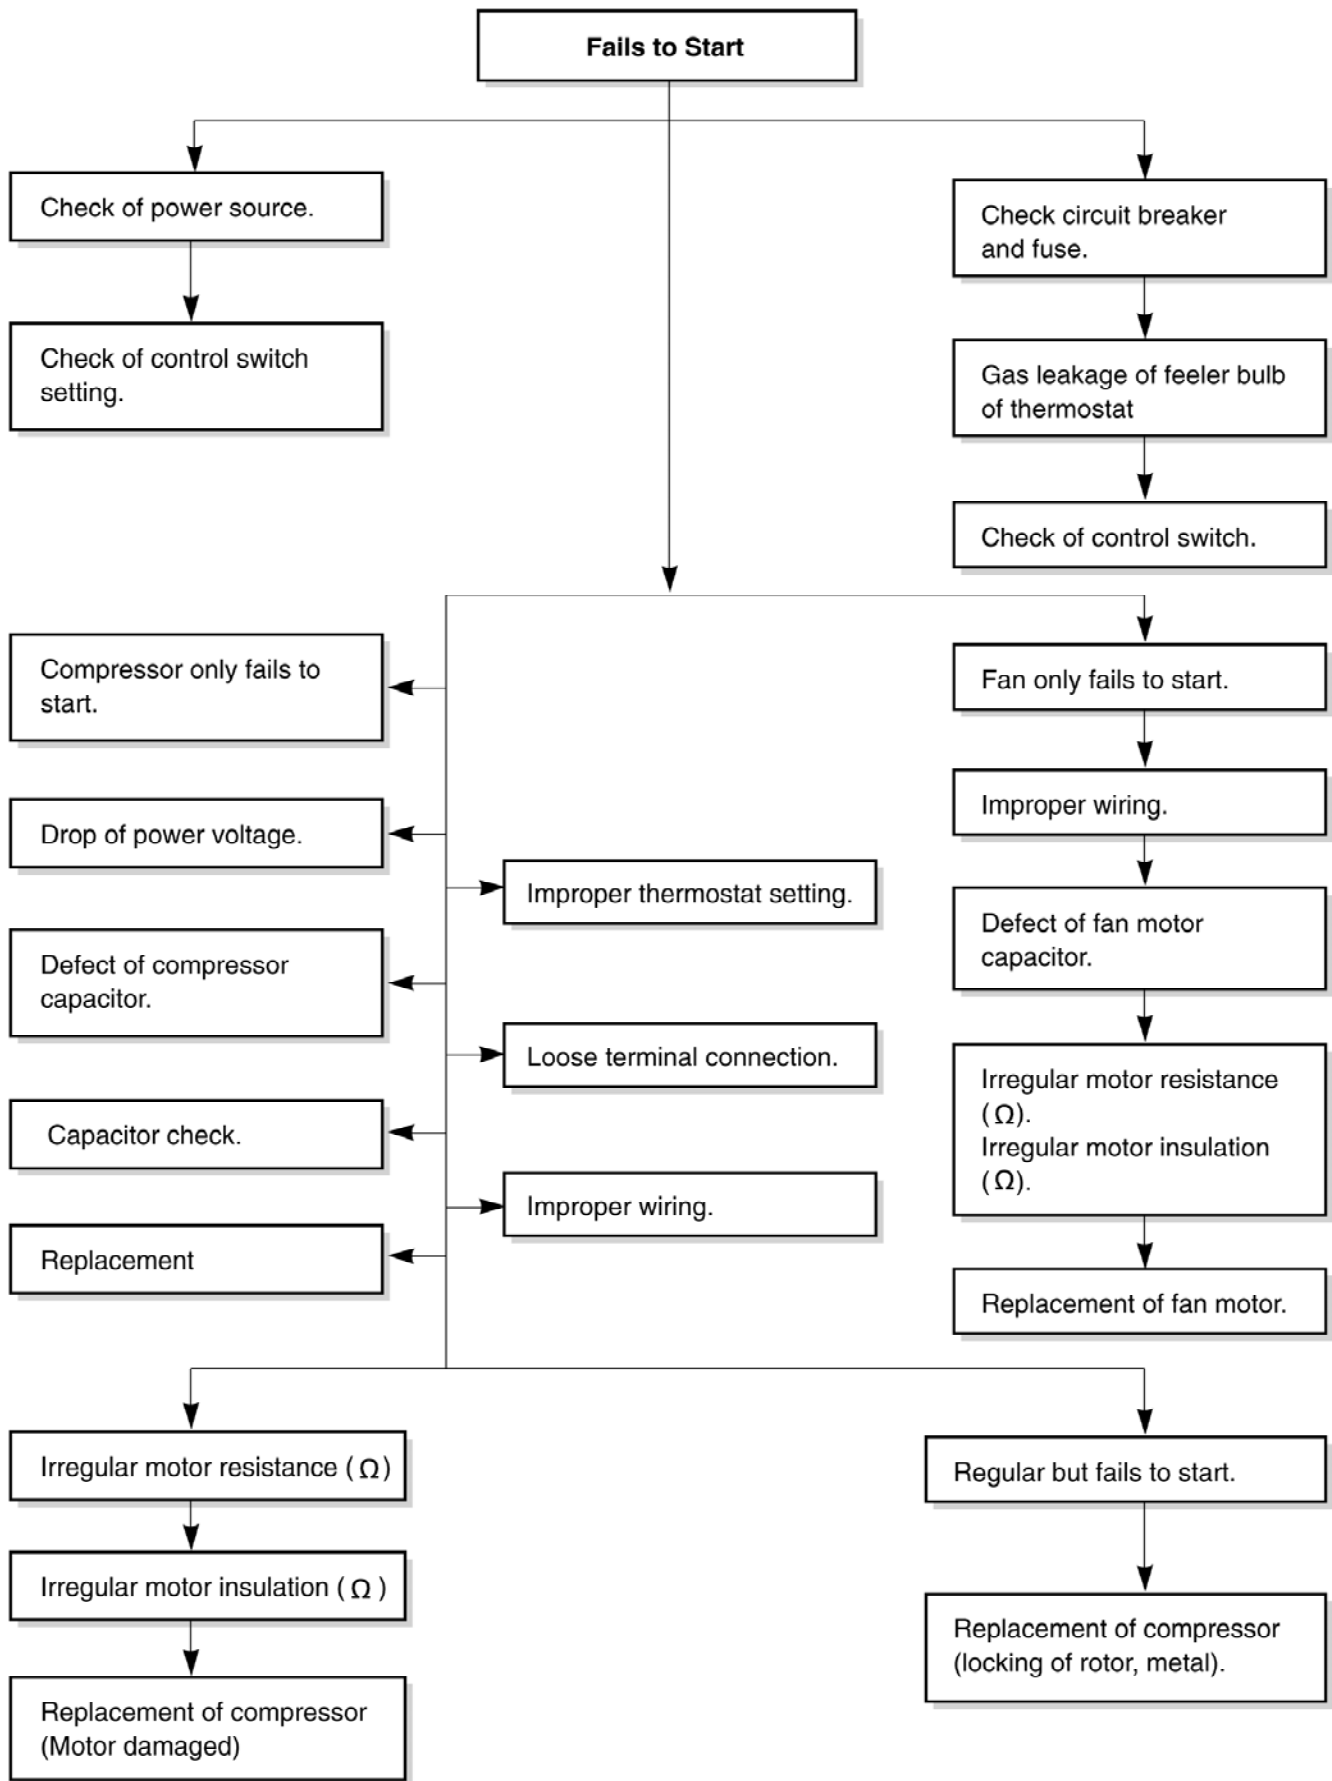 Fails to Start
Check of power source.
Check circuit breaker
and fuse.
Check of control switch
setting.
Gas leakage of feeler bulb
of thermostat
Check of control switch.
Compressor only fails to
start.
Fan only fails to start.
Drop of power voltage.
Improper wiring.
Improper thermostat setting.
Defect of compressor
capacitor.
Defect of fan motor
capacitor.
Loose terminal connection.
Irregular motor resistance
(Ω).
Irregular motor insulation
(Ω).
Capacitor check.
Improper wiring.
Replacement
Replacement of fan motor.
Irregular motor resistance (Ω)
Regular but fails to start.
Irregular motor insulation (Ω)
Replacement of compressor
(locking of rotor, metal).
Replacement of compressor
(Motor damaged)